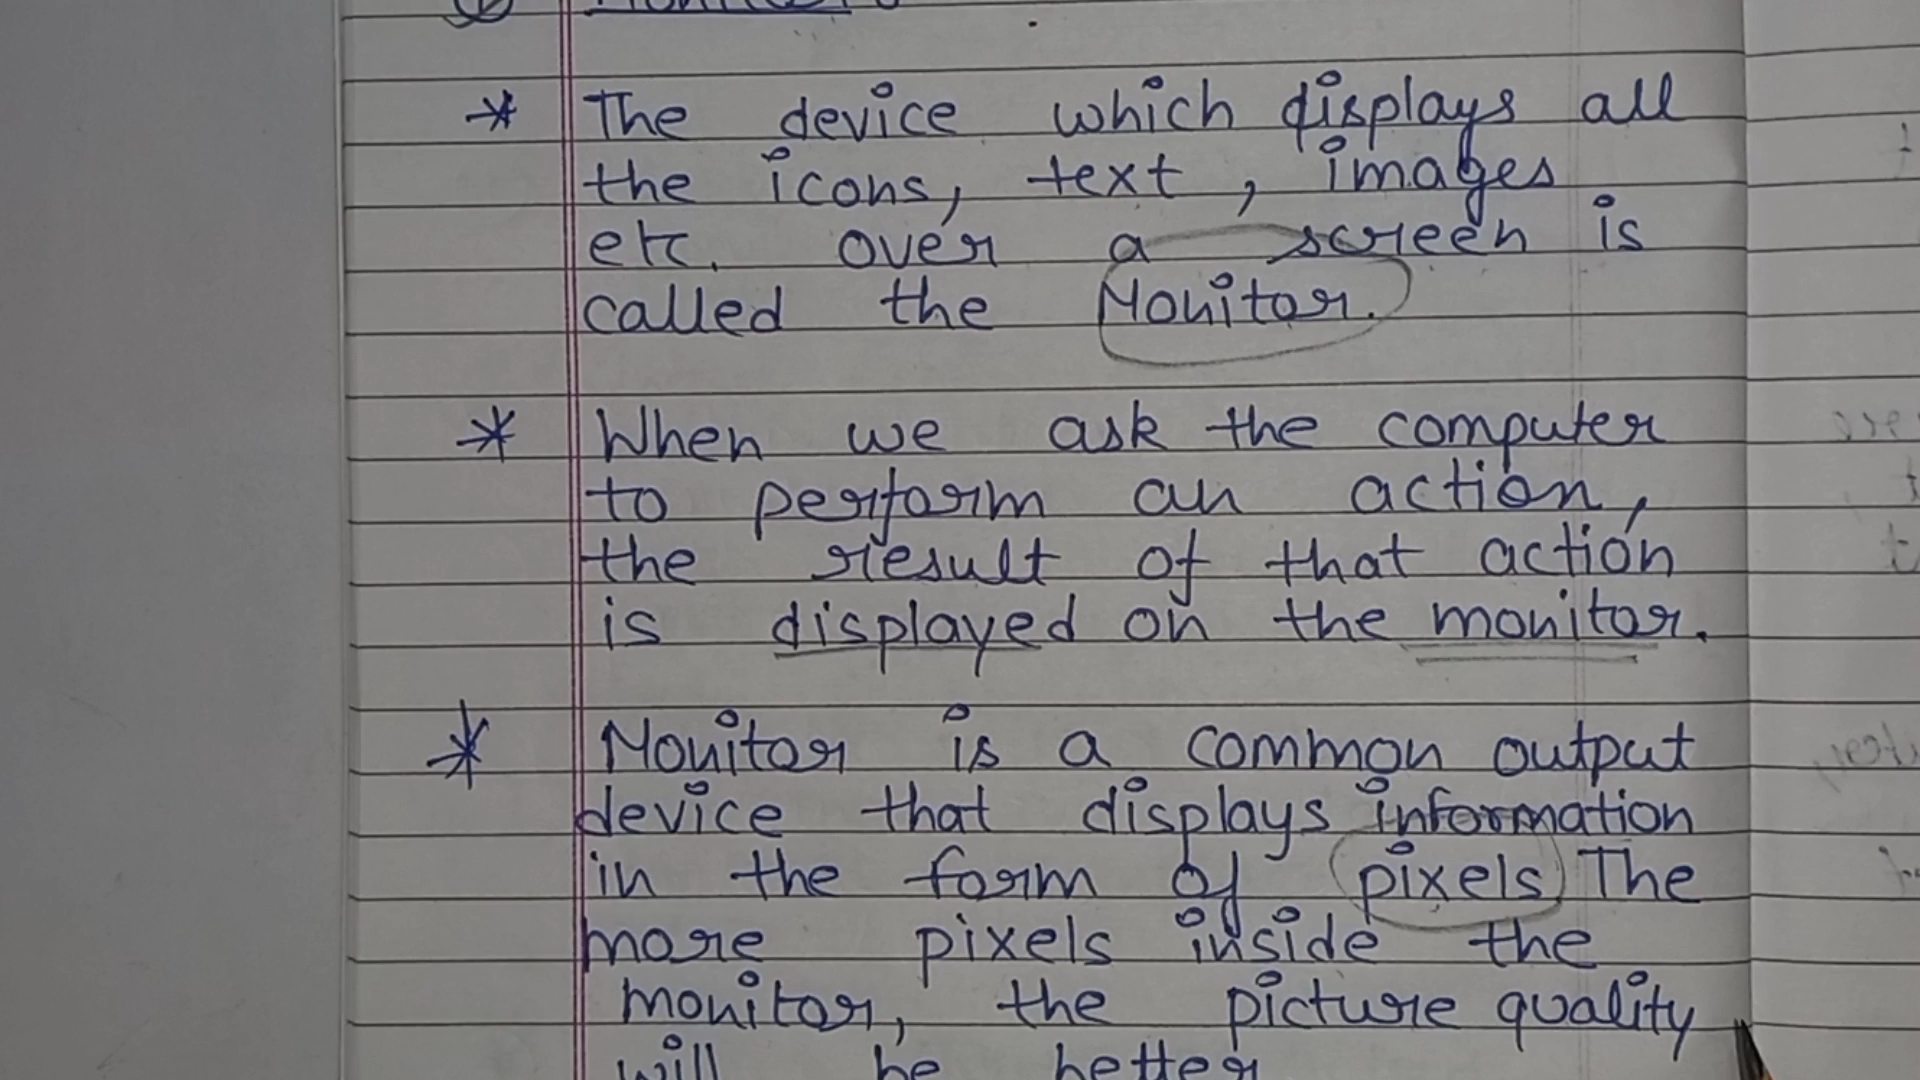 * The device which displays all
the icons, text, images
etc. over a screen is
called the Monitor.
* When we ask the computer
to perform an action,
the result of that action
is displayed on the monitor.
* Monitor is a common output
device that displays information
in the form of pixels The
more pixels inside the
monitor, the picture quality
will be better